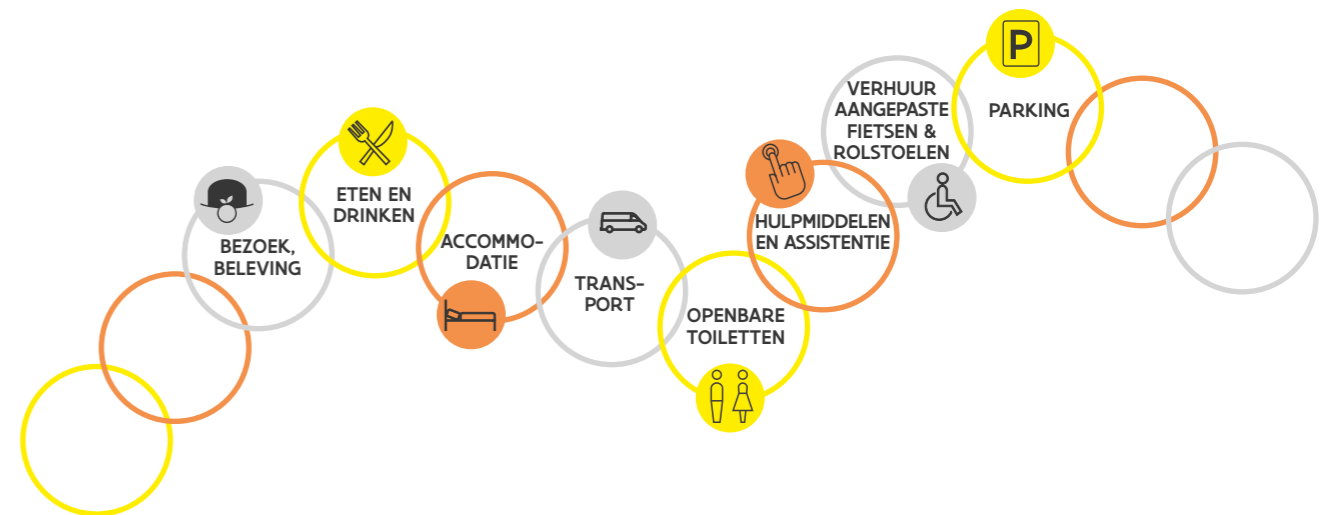 BEZOEK,
BELEVING
ETEN EN
DRINKEN
ACCOMMO-
DATIE
TRANS-
PORT
OPENBARE
TOILETTEN
HULPMIDDELEN
EN ASSISTENTIE
VERHUUR
AANGEPASTE
FIETSEN &
ROLSTOELEN
P
PARKING